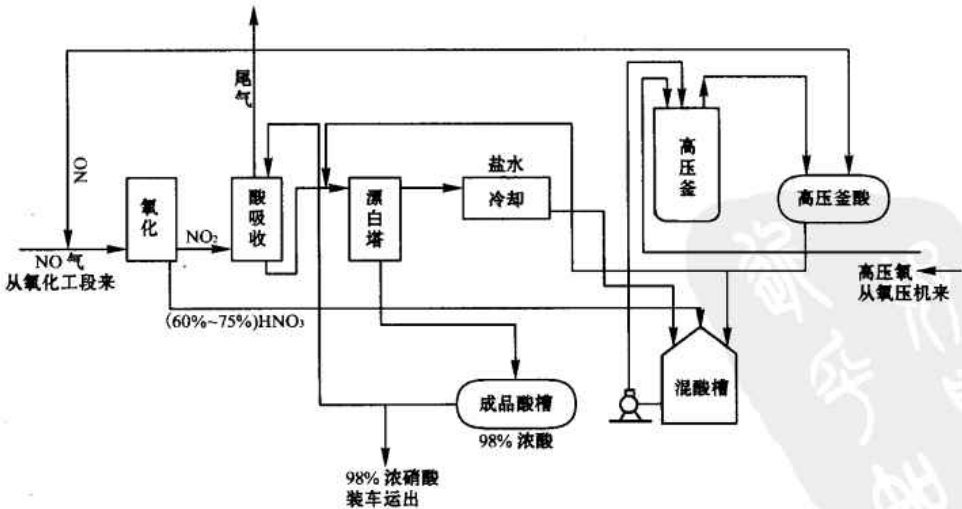 尾气
高压釜
盐水
NO
氧化
酸吸收
漂白塔
冷却
高压釜酸
NO₂
NO 气
从氧化工段来
高压氧
从氧压机来
(60%~75%)HNO₃
混酸槽
成品酸槽
98% 浓酸
98% 浓硝酸
装车运出